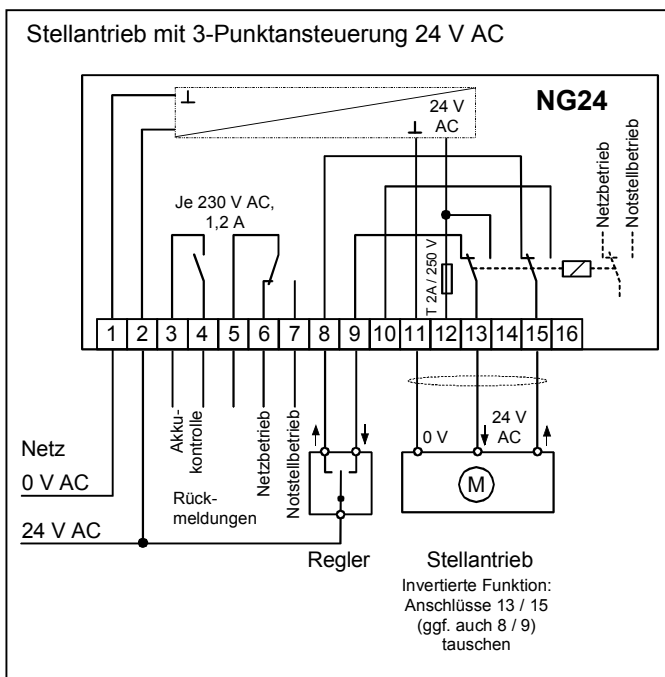 Stellantrieb mit 3-Punktansteuerung 24 V AC
NG24
24 V
AC
Netzbetrieb
Notstellbetrieb
Je 230 V AC,
1,2 A
T 2A / 250 V
1 2 3 4 5 6 7 8 9 10 11 12 13 14 15 16
Akku-
kontrolle
Netzbetrieb
Notstellbetrieb
Rück-
meldungen
Netz
0 V AC
24 V AC
0 V
24 V
AC
M
Regler
Stellantrieb
Invertierte Funktion:
Anschlüsse 13 / 15
(ggf. auch 8 / 9)
tauschen